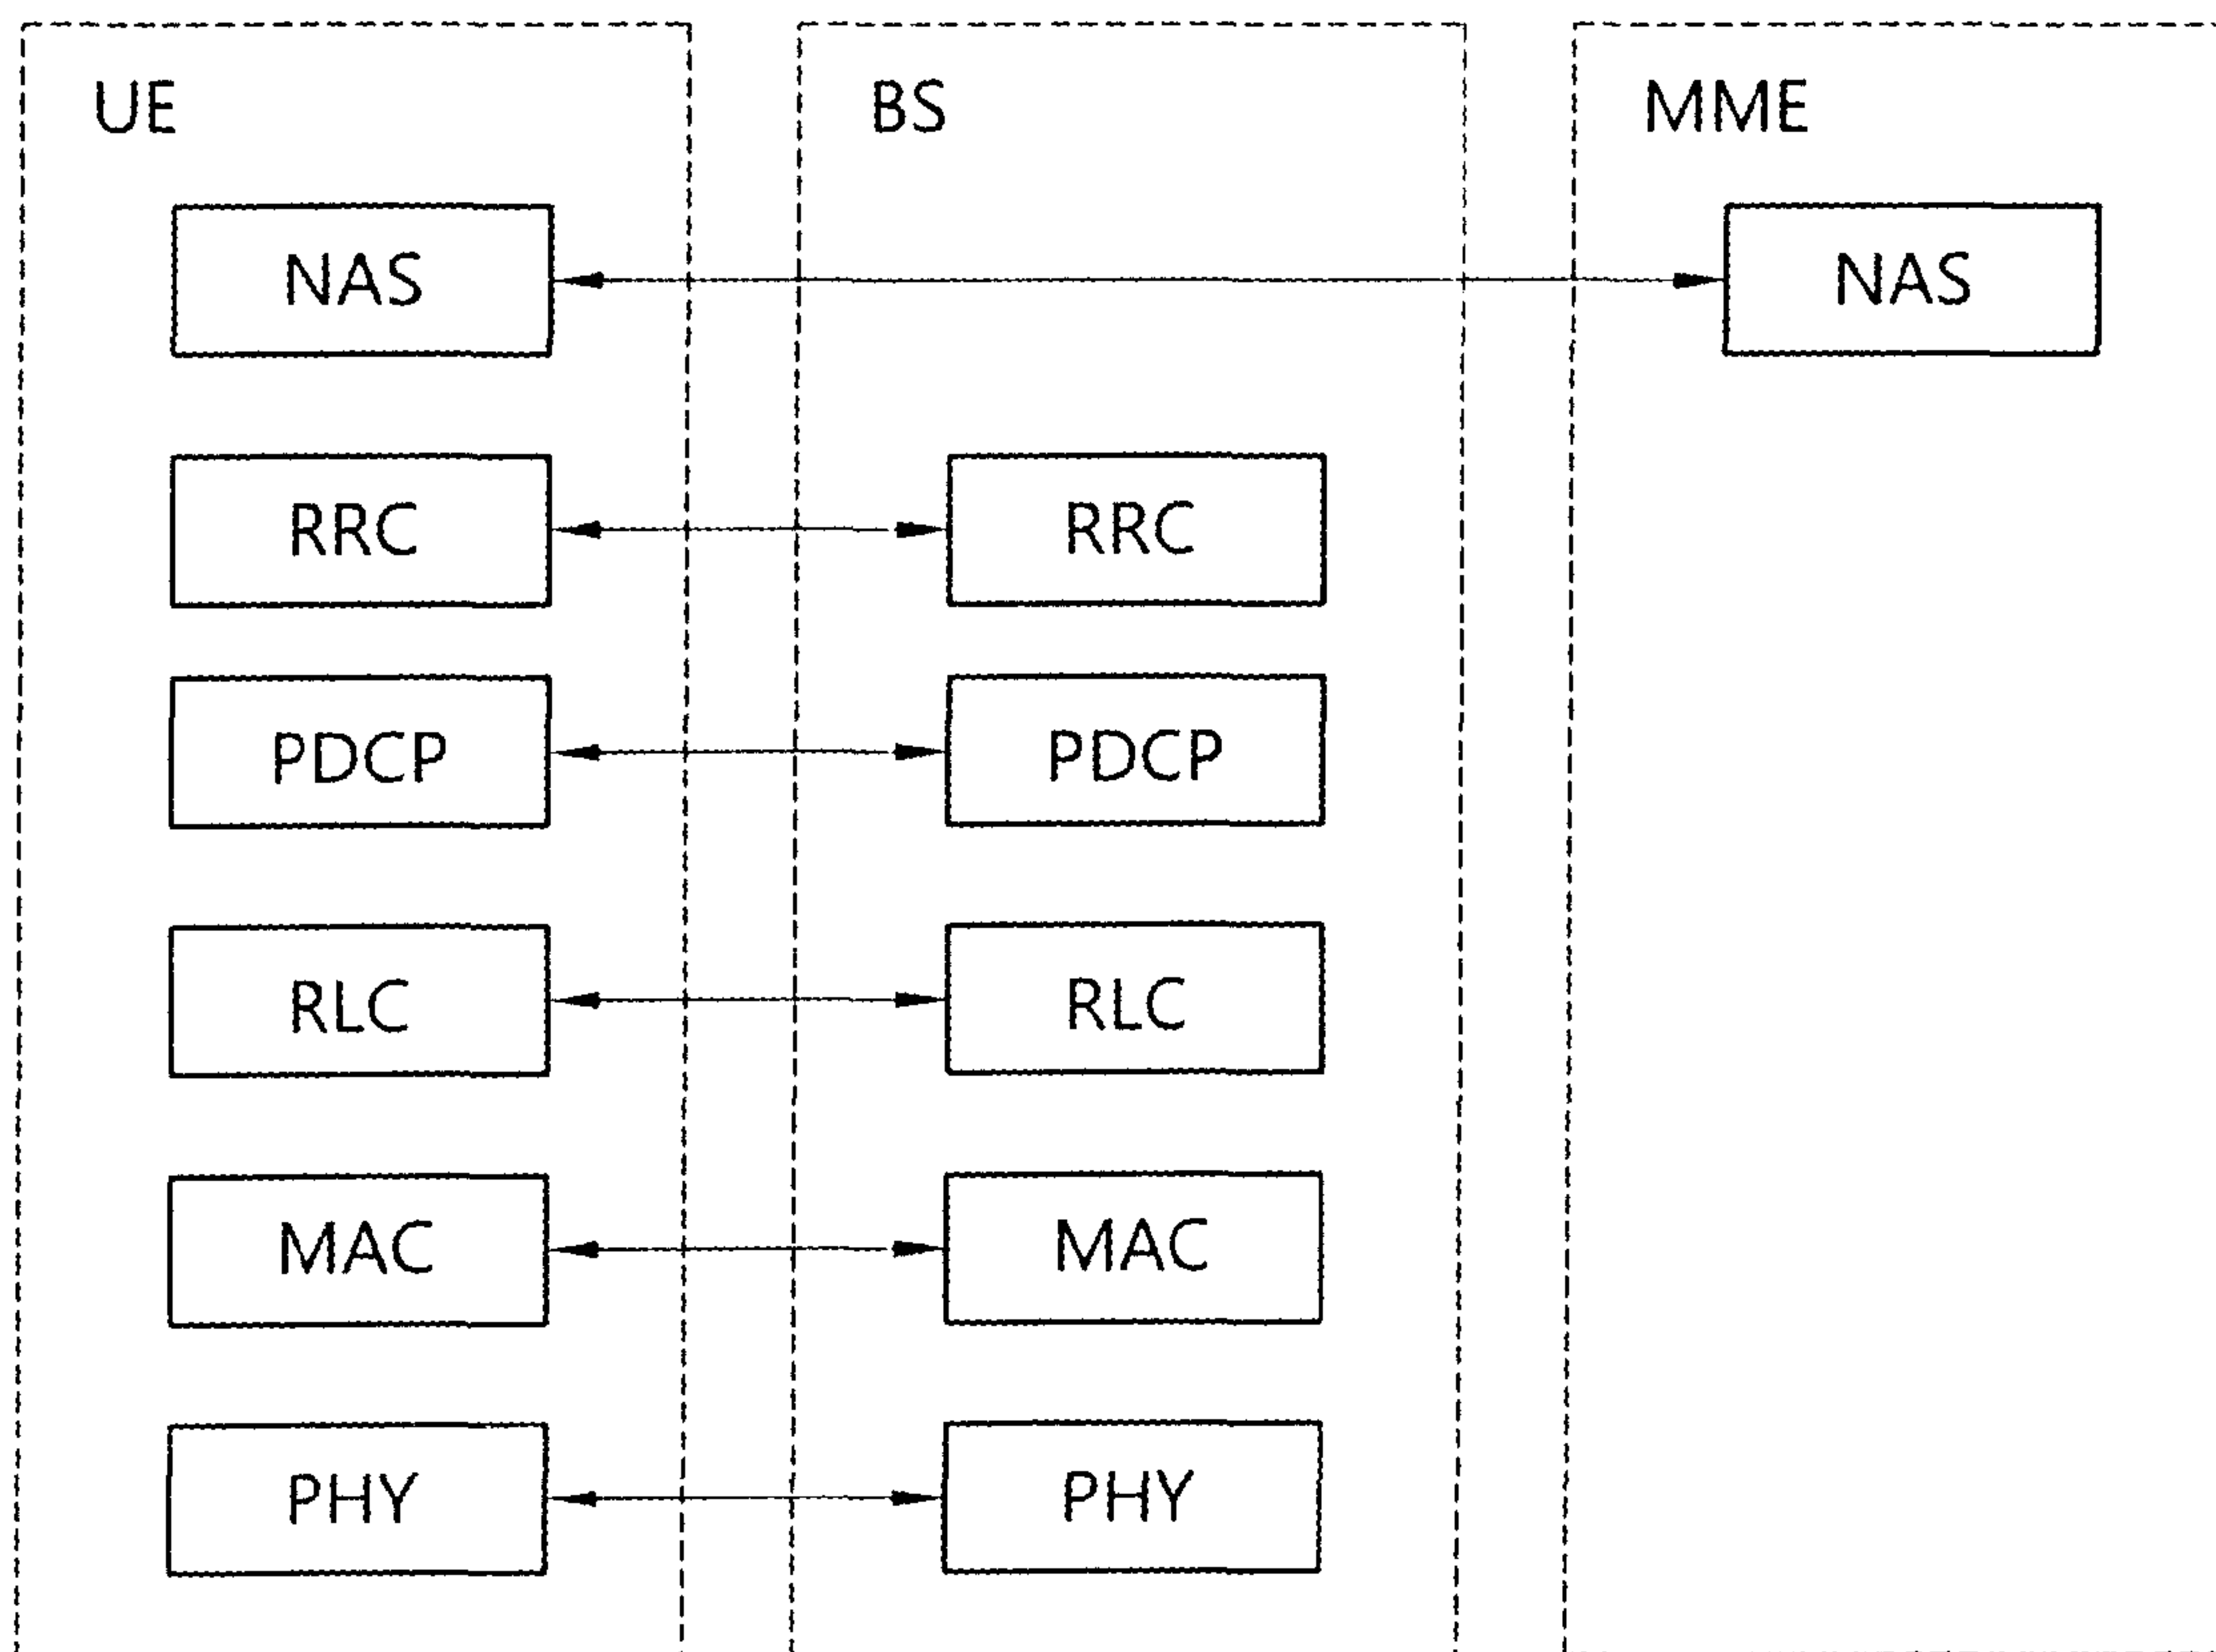 UE BS MME
NAS NAS
RRC RRC
PDCP PDCP
RLC RLC
MAC MAC
PHY PHY